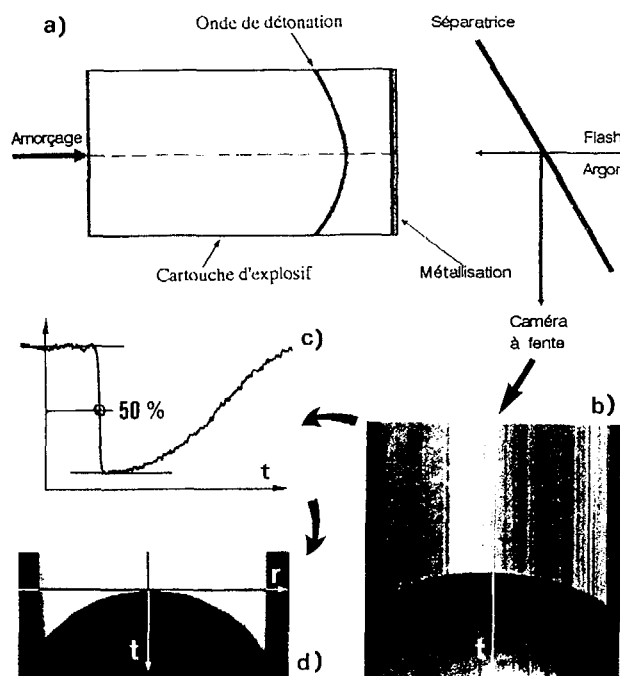 a)
Onde de détonation
Séparatrice
Amorçage
Flash
Argon
Cartouche d'explosif
Métallisation
Caméra
à fente
c)
50 %
t
b)
t
r
t
d)